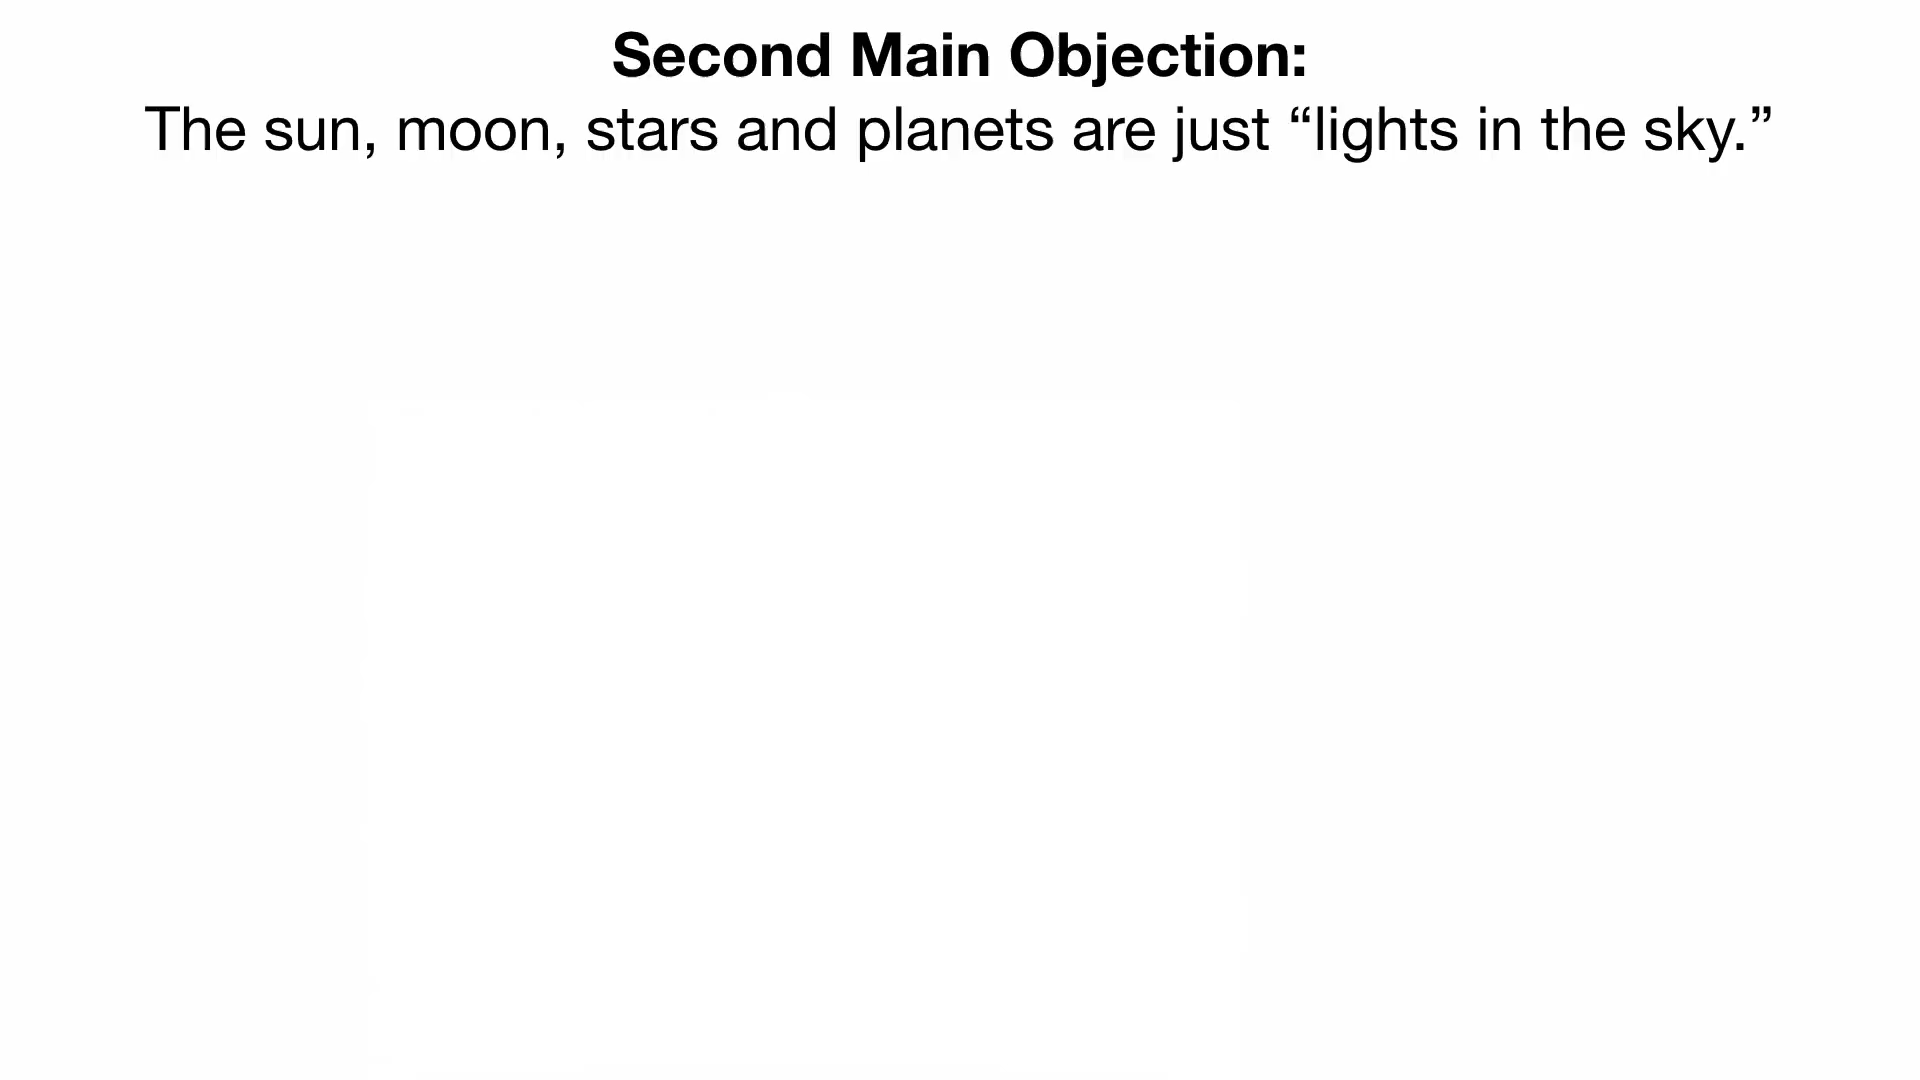 Second Main Objection:
The sun, moon, stars and planets are just “lights in the sky.”